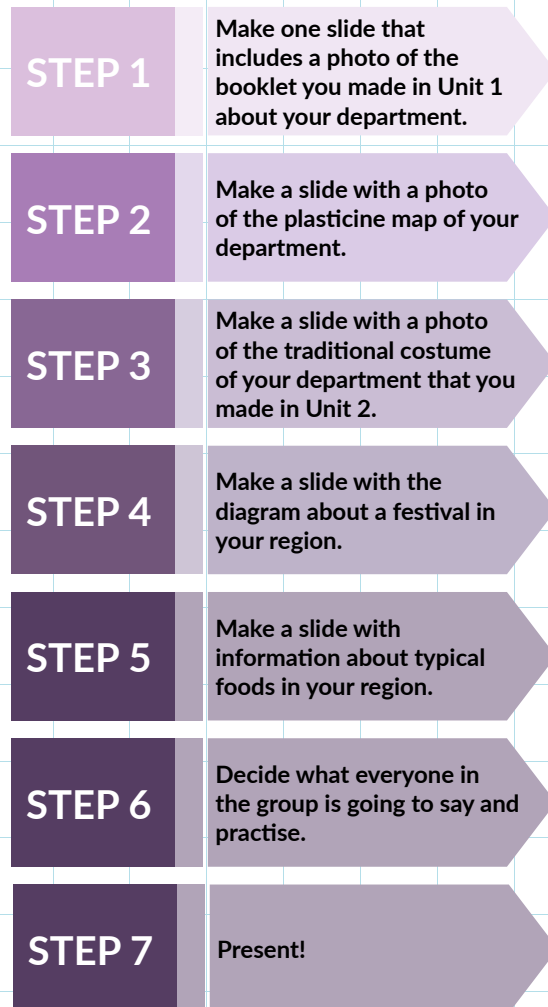 STEP 1
Make one slide that
includes a photo of the
booklet you made in Unit 1
about your department.
STEP 2
Make a slide with a photo
of the plasticine map of your
department.
STEP 3
Make a slide with a photo
of the traditional costume
of your department that you
made in Unit 2.
STEP 4
Make a slide with the
diagram about a festival in
your region.
STEP 5
Make a slide with
information about typical
foods in your region.
STEP 6
Decide what everyone in
the group is going to say and
practise.
STEP 7
Present!